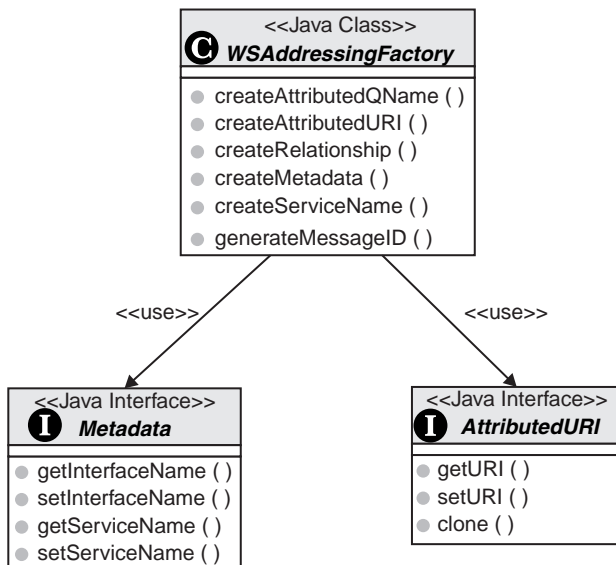 <<Java Class>>
C WSAddressingFactory
createAttributedQName ( )
createAttributedURI ( )
createRelationship ( )
createMetadata ( )
createServiceName ( )
generateMessageID ( )
<<use>>
<<use>>
<<Java Interface>>
I Metadata
getInterfaceName ( )
setInterfaceName ( )
getServiceName ( )
setServiceName ( )
<<Java Interface>>
I AttributedURI
getURI ( )
setURI ( )
clone ( )